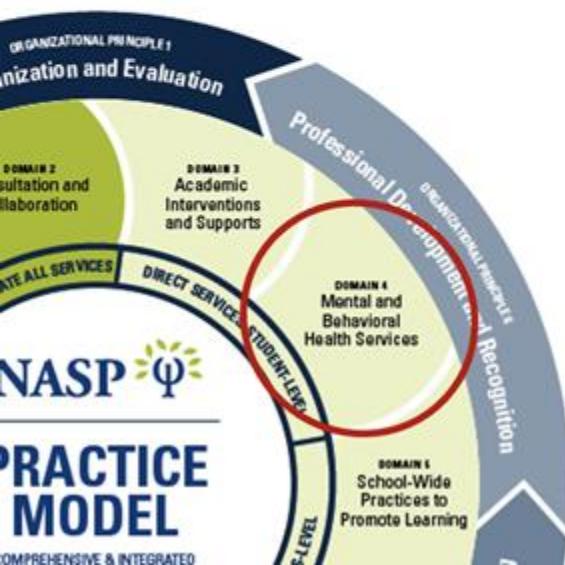 ORGANIZATIONAL PRINCIPLE 1
nization and Evaluation
Professional Development and Recognition
ORGANIZATIONAL PRINCIPLE 6
DOMAIN 2
sultation and
llaboration
DOMAIN 3
Academic
Interventions
and Supports
DOMAIN 4
Mental and
Behavioral
Health Services
DOMAIN 5
School-Wide
Practices to
Promote Learning
ATE ALL SERVICES
DIRECT SERVICES STUDENT-LEVEL
S-LEVEL
NASP
PRACTICE
MODEL
COMPREHENSIVE & INTEGRATED